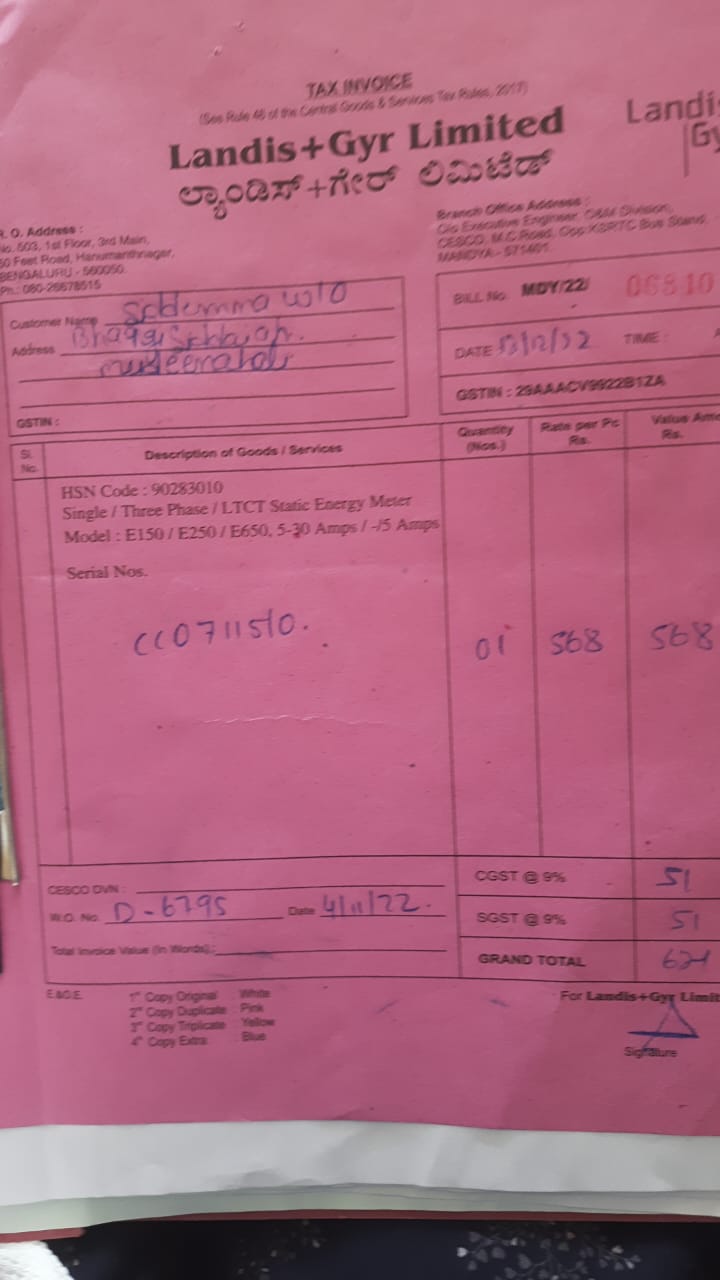 TAX INVOICE
(See Rule 46 of the Central Goods & Services Tax Rules, 2017)
Landis+Gyr Limited
ಲ್ಯಾಂಡಿಸ್+ಗೇರ್ ಲಿಮಿಟೆಡ್
Landi
Gy
R. O. Address :
No. 503, 1st Floor, 3rd Main,
50 Feet Road, Hanumanthnagar,
BENGALURU - 560050.
Ph.: 080-26678515
Branch Office Address :
C/o Executive Engineer, O&M Division,
CESCO, M.C.Road, Opp KSRTC Bus Stand,
MANDYA - 571401.
Customer Name W/O
Address
GSTIN :
BILL No. MDY/22/ 06810
DATE /12/22 TIME :
GSTIN : 29AAACV9922B1ZA
Sl. No. Description of Goods / Services Quantity (Nos.) Rate per Pc Rs. Value Am Rs.
HSN Code : 90283010
Single / Three Phase / LTCT Static Energy Meter
Model : E150 / E250 / E650, 5-30 Amps / -/5 Amps
Serial Nos.
CC0711510. 01 568 568
CESCO DVN :
CGST @ 9% 51
W.O. No. D-6795 Date 4/11/22.
SGST @ 9% 51
Total Invoice Value (In Words) :
GRAND TOTAL
E.&O.E.
1st Copy Original : White
2nd Copy Duplicate : Pink
3rd Copy Triplicate : Yellow
4th Copy Extra : Blue
For Landis+Gyr Limit
Signature